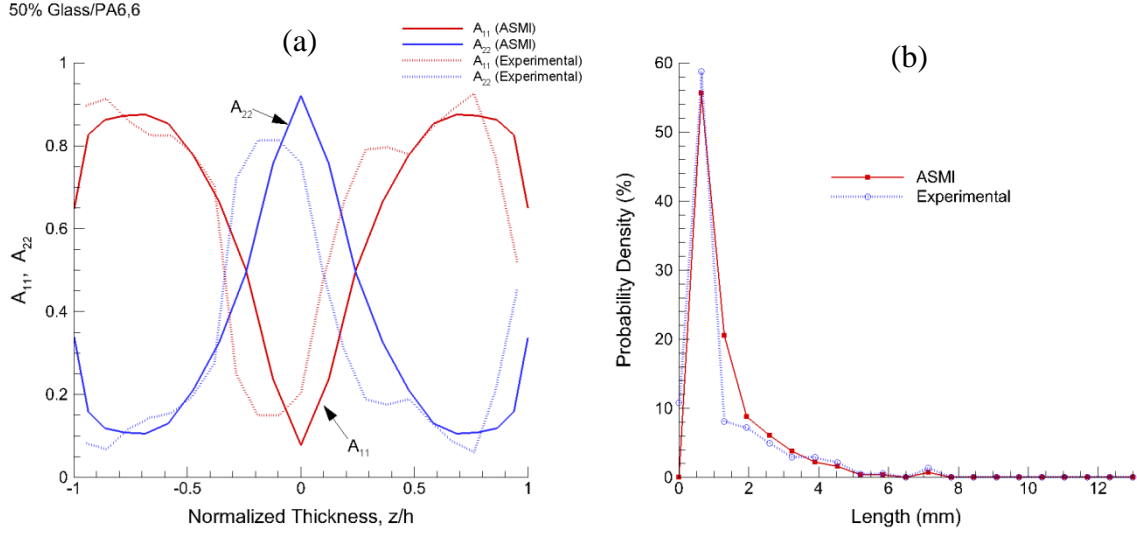 50% Glass/PA6,6
(a)
A₁₁ (ASMI)
A₂₂ (ASMI)
A₁₁ (Experimental)
A₂₂ (Experimental)
A₂₂
A₁₁
A₁₁, A₂₂
1
0.8
0.6
0.4
0.2
0
-1
-0.5
0
0.5
1
Normalized Thickness, z/h
(b)
ASMI
Experimental
Probability Density (%)
60
50
40
30
20
10
0
0
2
4
6
8
10
12
Length (mm)